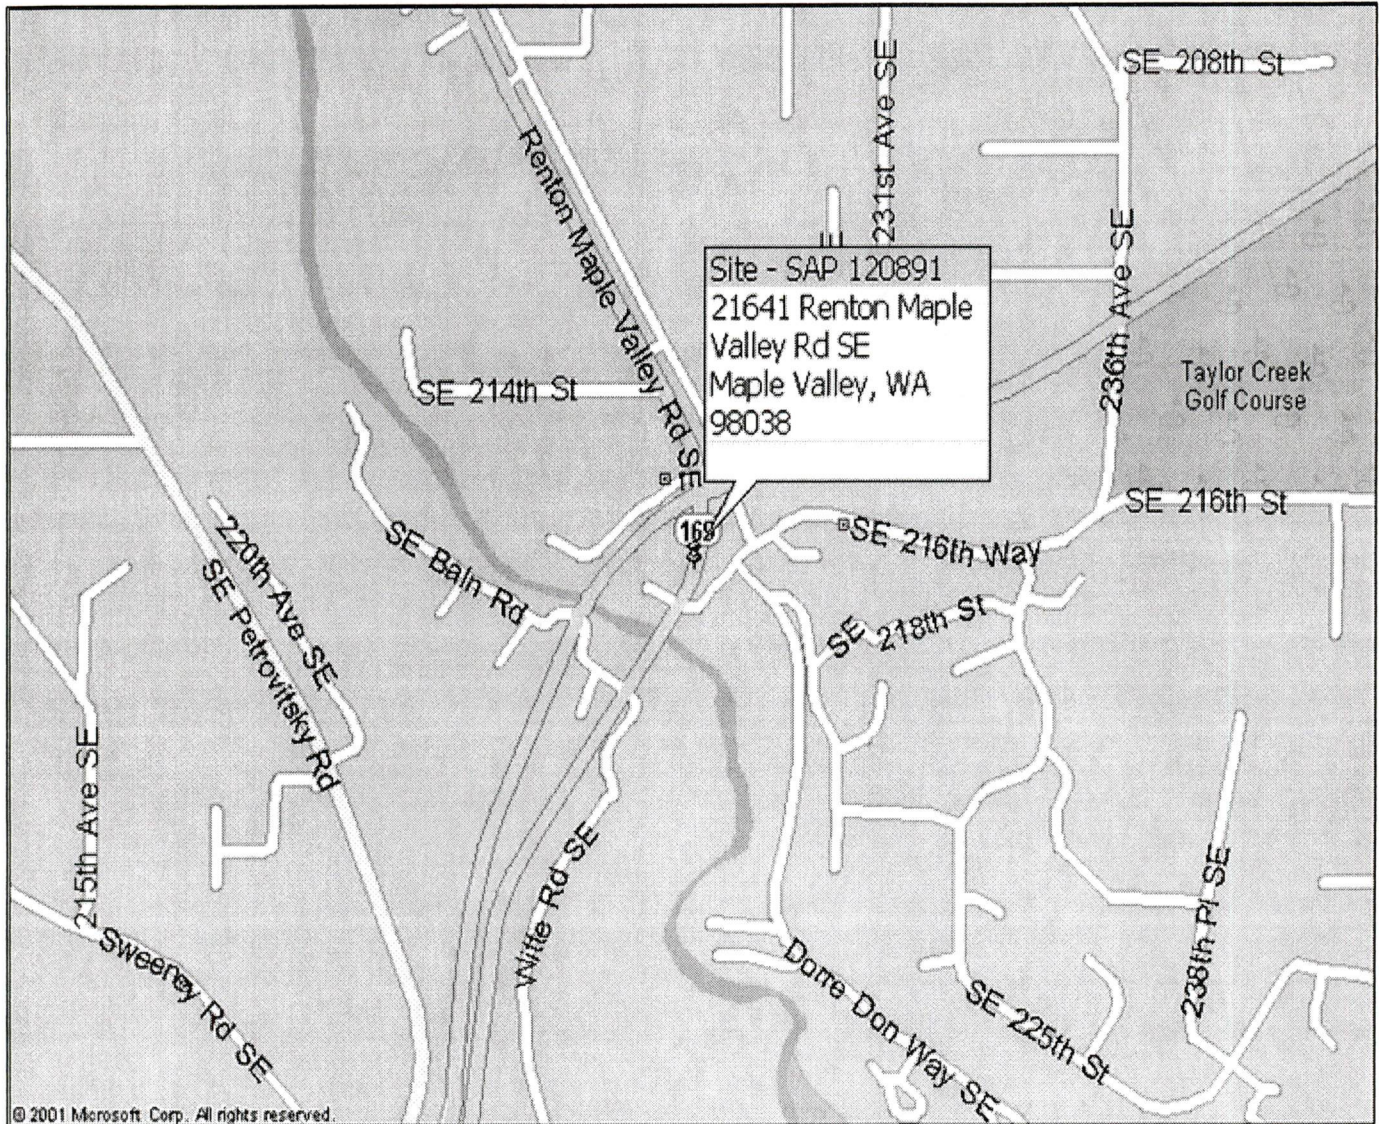 SE 208th St
231st Ave SE
Renton Maple Valley Rd SE
236th Ave SE
Site - SAP 120891
21641 Renton Maple
Valley Rd SE
Maple Valley, WA
98038
Taylor Creek
Golf Course
SE 214th St
SE 216th St
169
SE 216th Way
SE Bain Rd
220th Ave SE
SE Petrovitsky Rd
SE 218th St
215th Ave SE
Witte Rd SE
238th Pl SE
Sweeney Rd SE
Dorre Don Way SE
SE 225th St
© 2001 Microsoft Corp. All rights reserved.